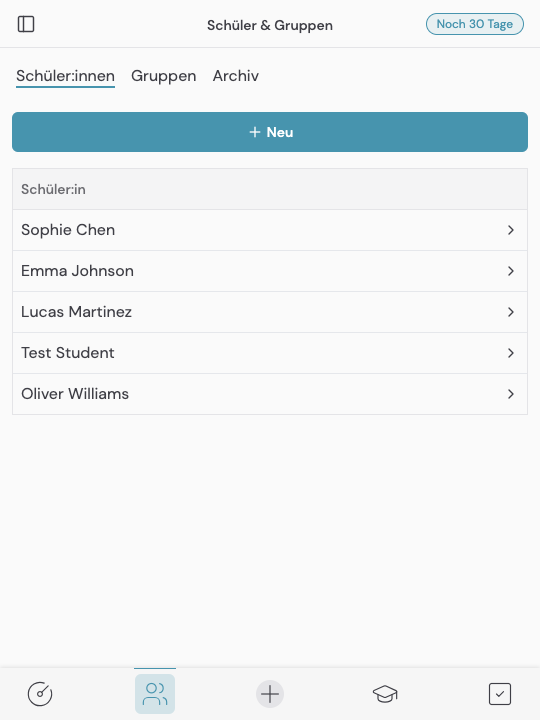 Schüler & Gruppen
Noch 30 Tage
Schüler:innen Gruppen Archiv
Neu
Schüler:in
Sophie Chen
Emma Johnson
Lucas Martinez
Test Student
Oliver Williams